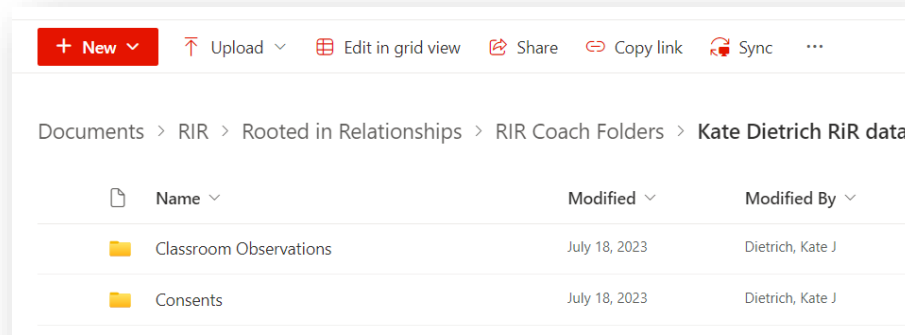 + New Upload Edit in grid view Share Copy link Sync ...
Documents > RIR > Rooted in Relationships > RIR Coach Folders > Kate Dietrich RiR data
Name Modified Modified By
Classroom Observations July 18, 2023 Dietrich, Kate J
Consents July 18, 2023 Dietrich, Kate J